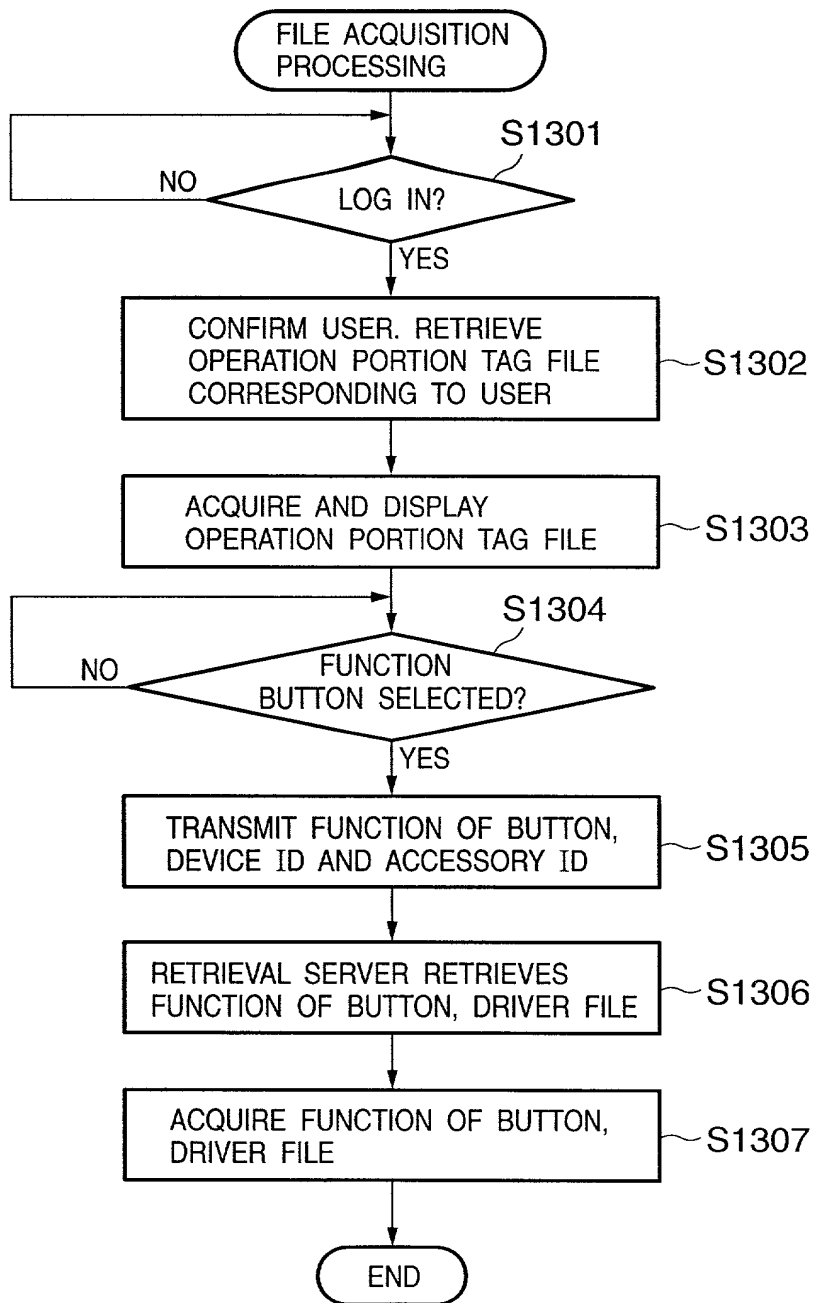 FILE ACQUISITION
PROCESSING
S1301
NO
LOG IN?
YES
CONFIRM USER. RETRIEVE
OPERATION PORTION TAG FILE
CORRESPONDING TO USER
S1302
ACQUIRE AND DISPLAY
OPERATION PORTION TAG FILE
S1303
S1304
NO
FUNCTION
BUTTON SELECTED?
YES
TRANSMIT FUNCTION OF BUTTON,
DEVICE ID AND ACCESSORY ID
S1305
RETRIEVAL SERVER RETRIEVES
FUNCTION OF BUTTON, DRIVER FILE
S1306
ACQUIRE FUNCTION OF BUTTON,
DRIVER FILE
S1307
END